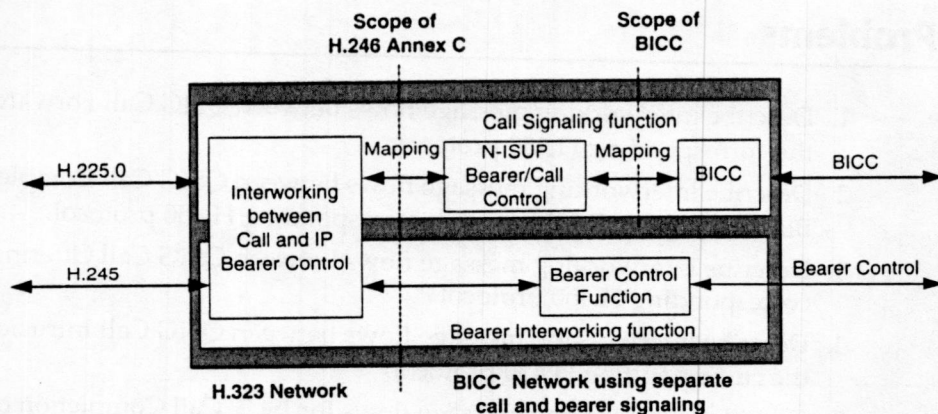 Problems
Scope of
H.246 Annex C
Scope of
BICC
Call Signaling function
H.225.0
Mapping
N-ISUP
Bearer/Call
Control
Mapping
BICC
BICC
Interworking
between
Call and IP
Bearer Control
H.245
Bearer Control
Function
Bearer Control
Bearer Interworking function
H.323 Network
BICC Network using separate
call and bearer signaling